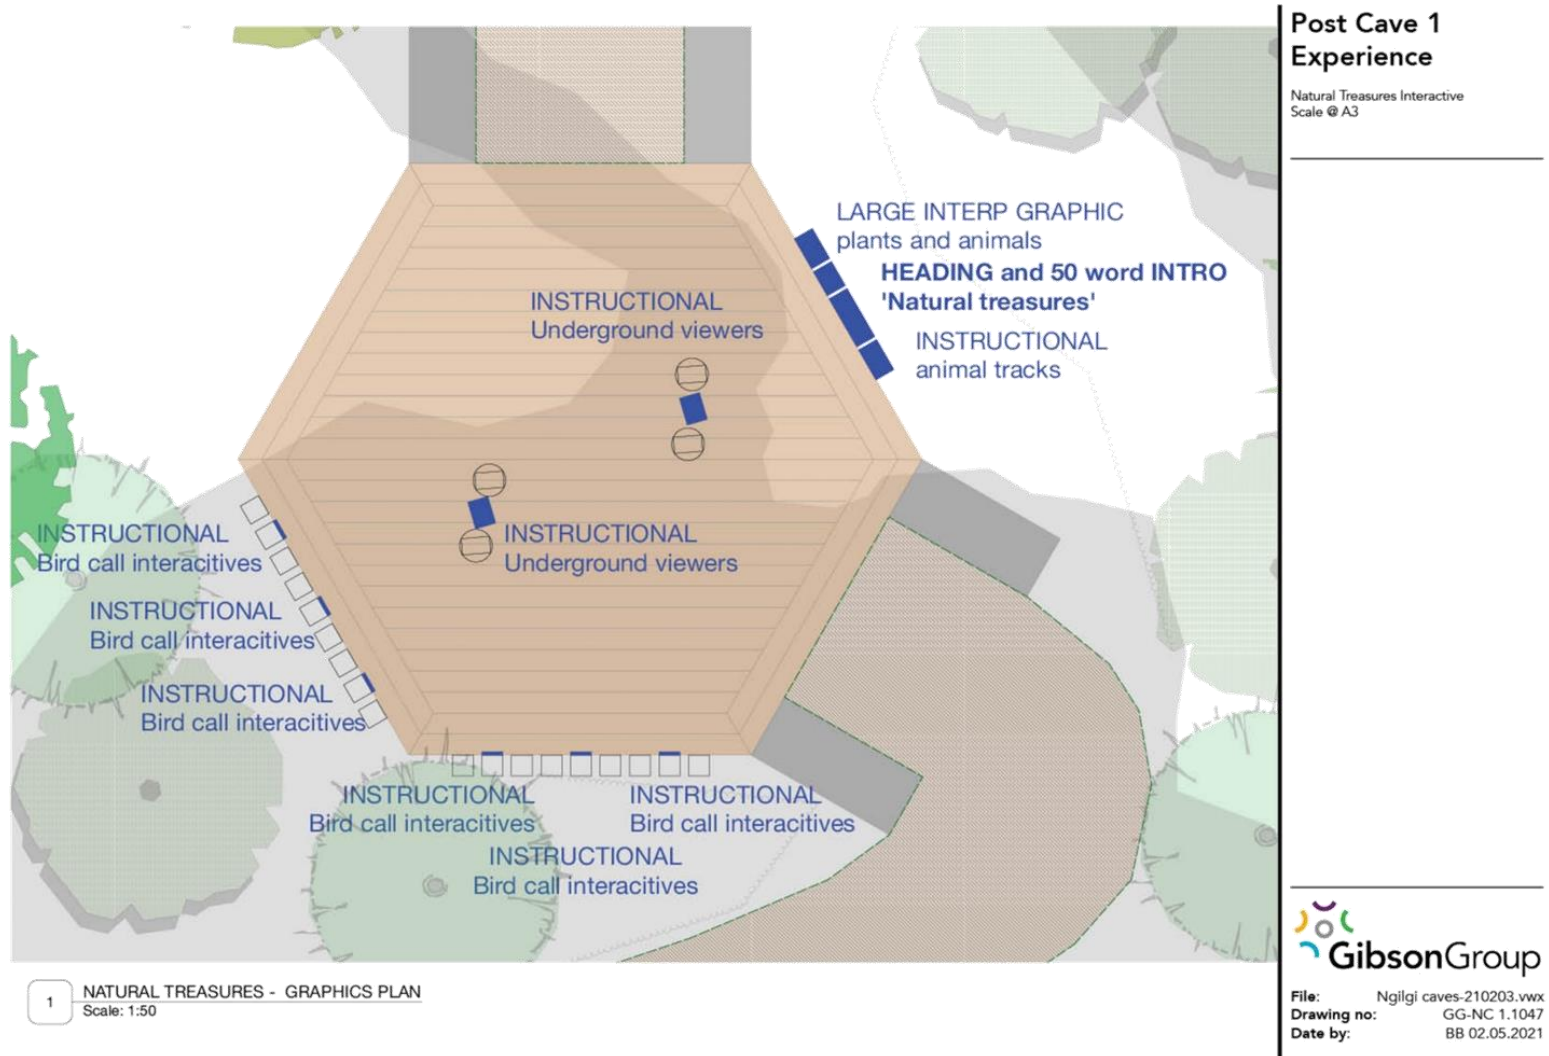 Post Cave 1
Experience
Natural Treasures Interactive
Scale @ A3
LARGE INTERP GRAPHIC
plants and animals
HEADING and 50 word INTRO
'Natural treasures'
INSTRUCTIONAL
animal tracks
INSTRUCTIONAL
Underground viewers
INSTRUCTIONAL
Underground viewers
INSTRUCTIONAL
Bird call interacitives
INSTRUCTIONAL
Bird call interacitives
INSTRUCTIONAL
Bird call interacitives
INSTRUCTIONAL
Bird call interacitives
INSTRUCTIONAL
Bird call interacitives
INSTRUCTIONAL
Bird call interacitives
1
NATURAL TREASURES - GRAPHICS PLAN
Scale: 1:50
GibsonGroup
File: Ngilgi caves-210203.vwx
Drawing no: GG-NC 1.1047
Date by: BB 02.05.2021